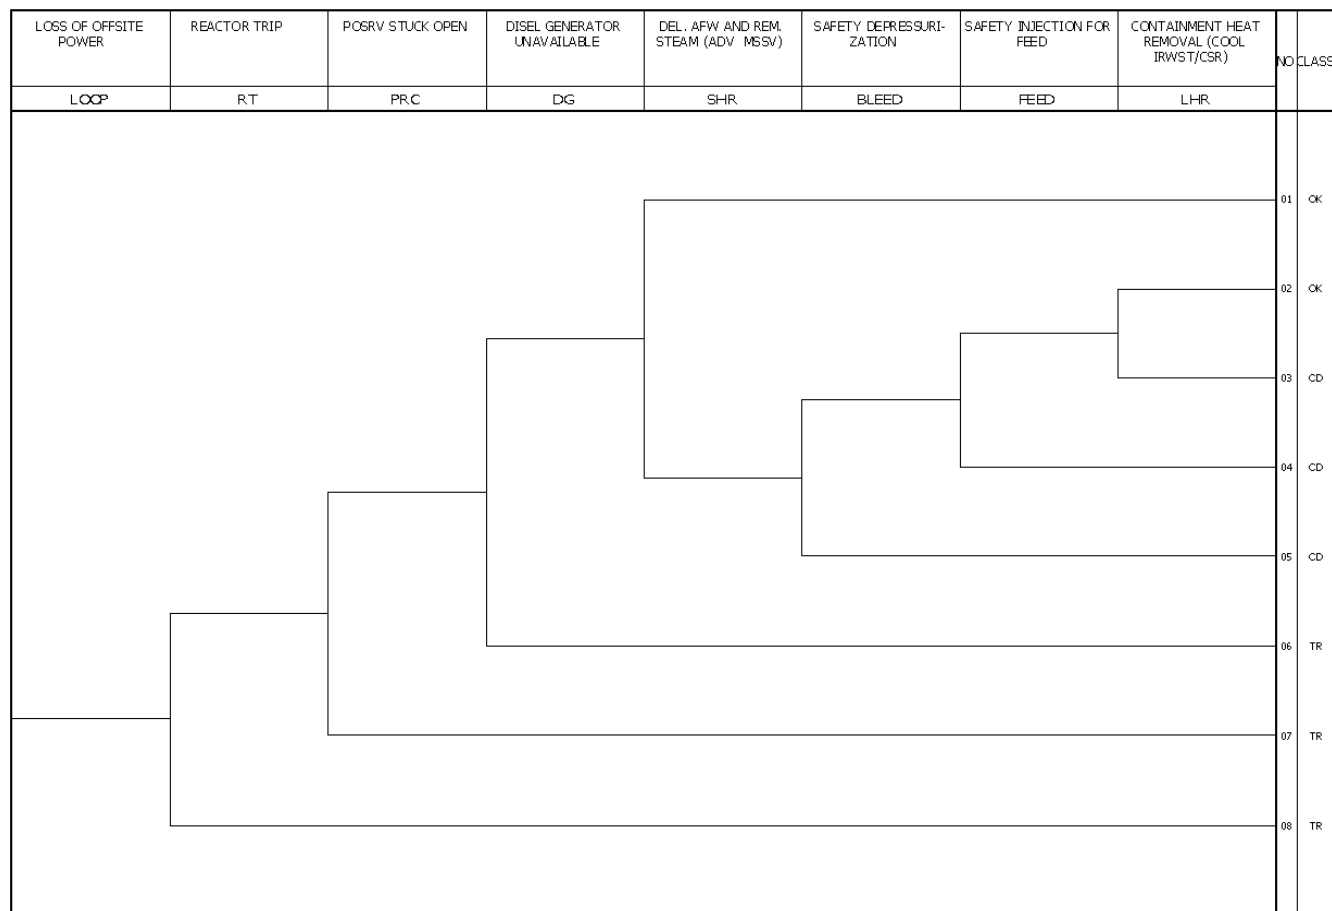 LOSS OF OFFSITE
POWER
REACTOR TRIP
POSRV STUCK OPEN
DISEL GENERATOR
UNAVAILABLE
DEL. AFW AND REM.
STEAM (ADV MSSV)
SAFETY DEPRESSURI-
ZATION
SAFETY INJECTION FOR
FEED
CONTAINMENT HEAT
REMOVAL (COOL
IRWST/CSR)
NO CLASS
LOOP RT PRC DG SHR BLEED FEED LHR
01 OK
02 OK
03 CD
04 CD
05 CD
06 TR
07 TR
08 TR